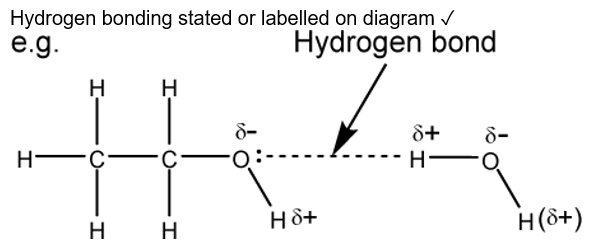 Hydrogen bonding stated or labelled on diagram ✓
e.g.
Hydrogen bond
H H
δ- δ+ δ-
H C C O : H O
H δ+ H (δ+)
H H